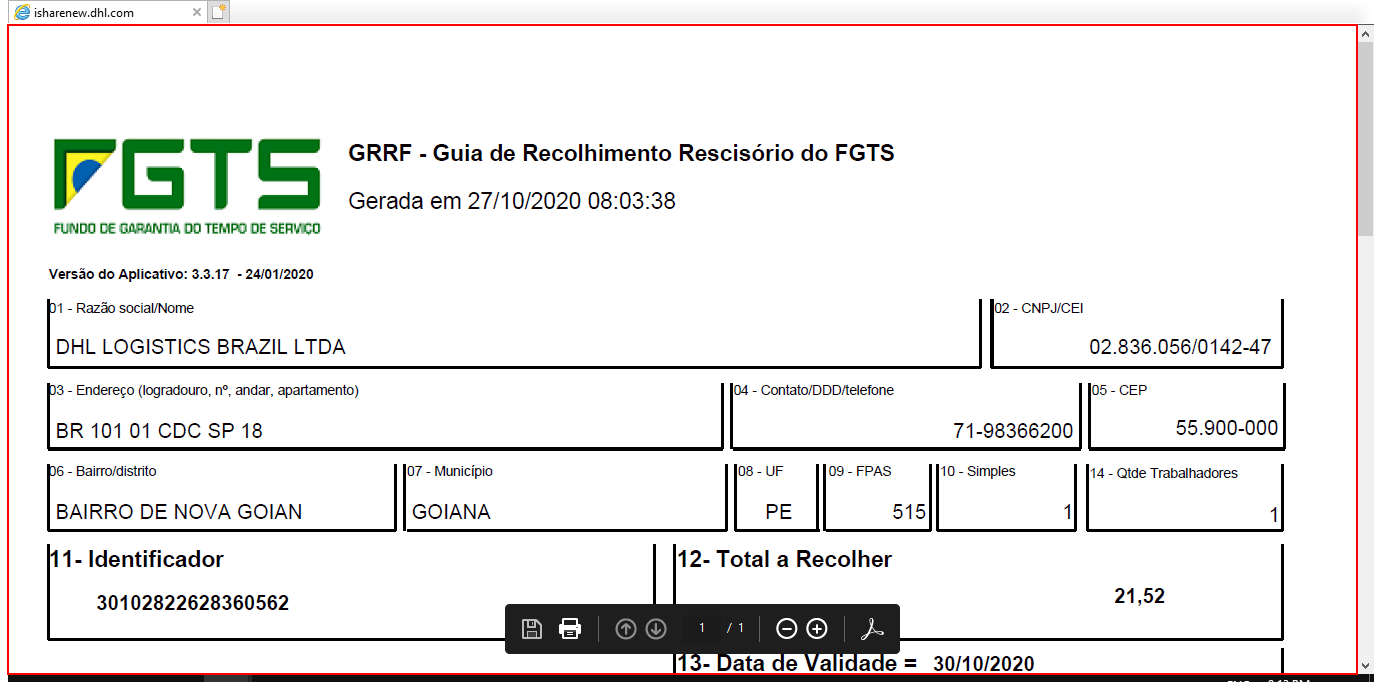 isharenew.dhl.com
FGTS
FUNDO DE GARANTIA DO TEMPO DE SERVIÇO
GRRF - Guia de Recolhimento Rescisório do FGTS
Gerada em 27/10/2020 08:03:38
Versão do Aplicativo: 3.3.17 - 24/01/2020
01 - Razão social/Nome
DHL LOGISTICS BRAZIL LTDA
02 - CNPJ/CEI
02.836.056/0142-47
03 - Endereço (logradouro, nº, andar, apartamento)
BR 101 01 CDC SP 18
04 - Contato/DDD/telefone
71-98366200
05 - CEP
55.900-000
06 - Bairro/distrito
BAIRRO DE NOVA GOIAN
07 - Município
GOIANA
08 - UF
PE
09 - FPAS
515
10 - Simples
1
14 - Qtde Trabalhadores
1
11- Identificador
30102822628360562
12- Total a Recolher
21,52
1 / 1
13- Data de Validade = 30/10/2020